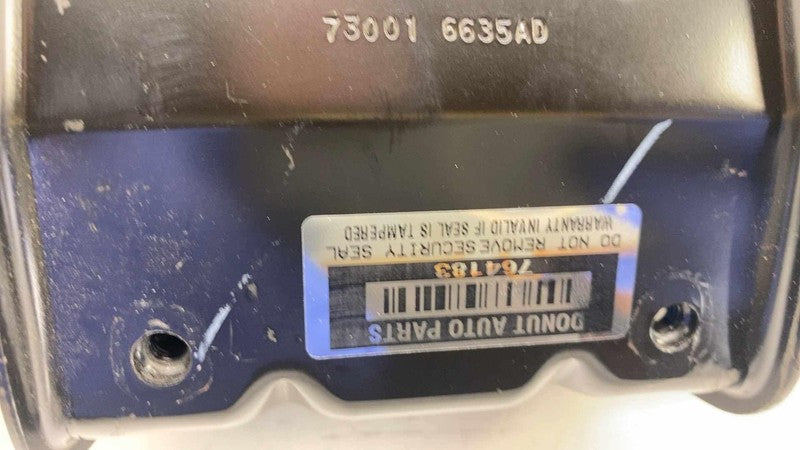 73001 6635AD
DONUT AUTO PARTS
764183
DO NOT REMOVE SECURITY SEAL
WARRANTY INVALID IF SEAL IS TAMPERED